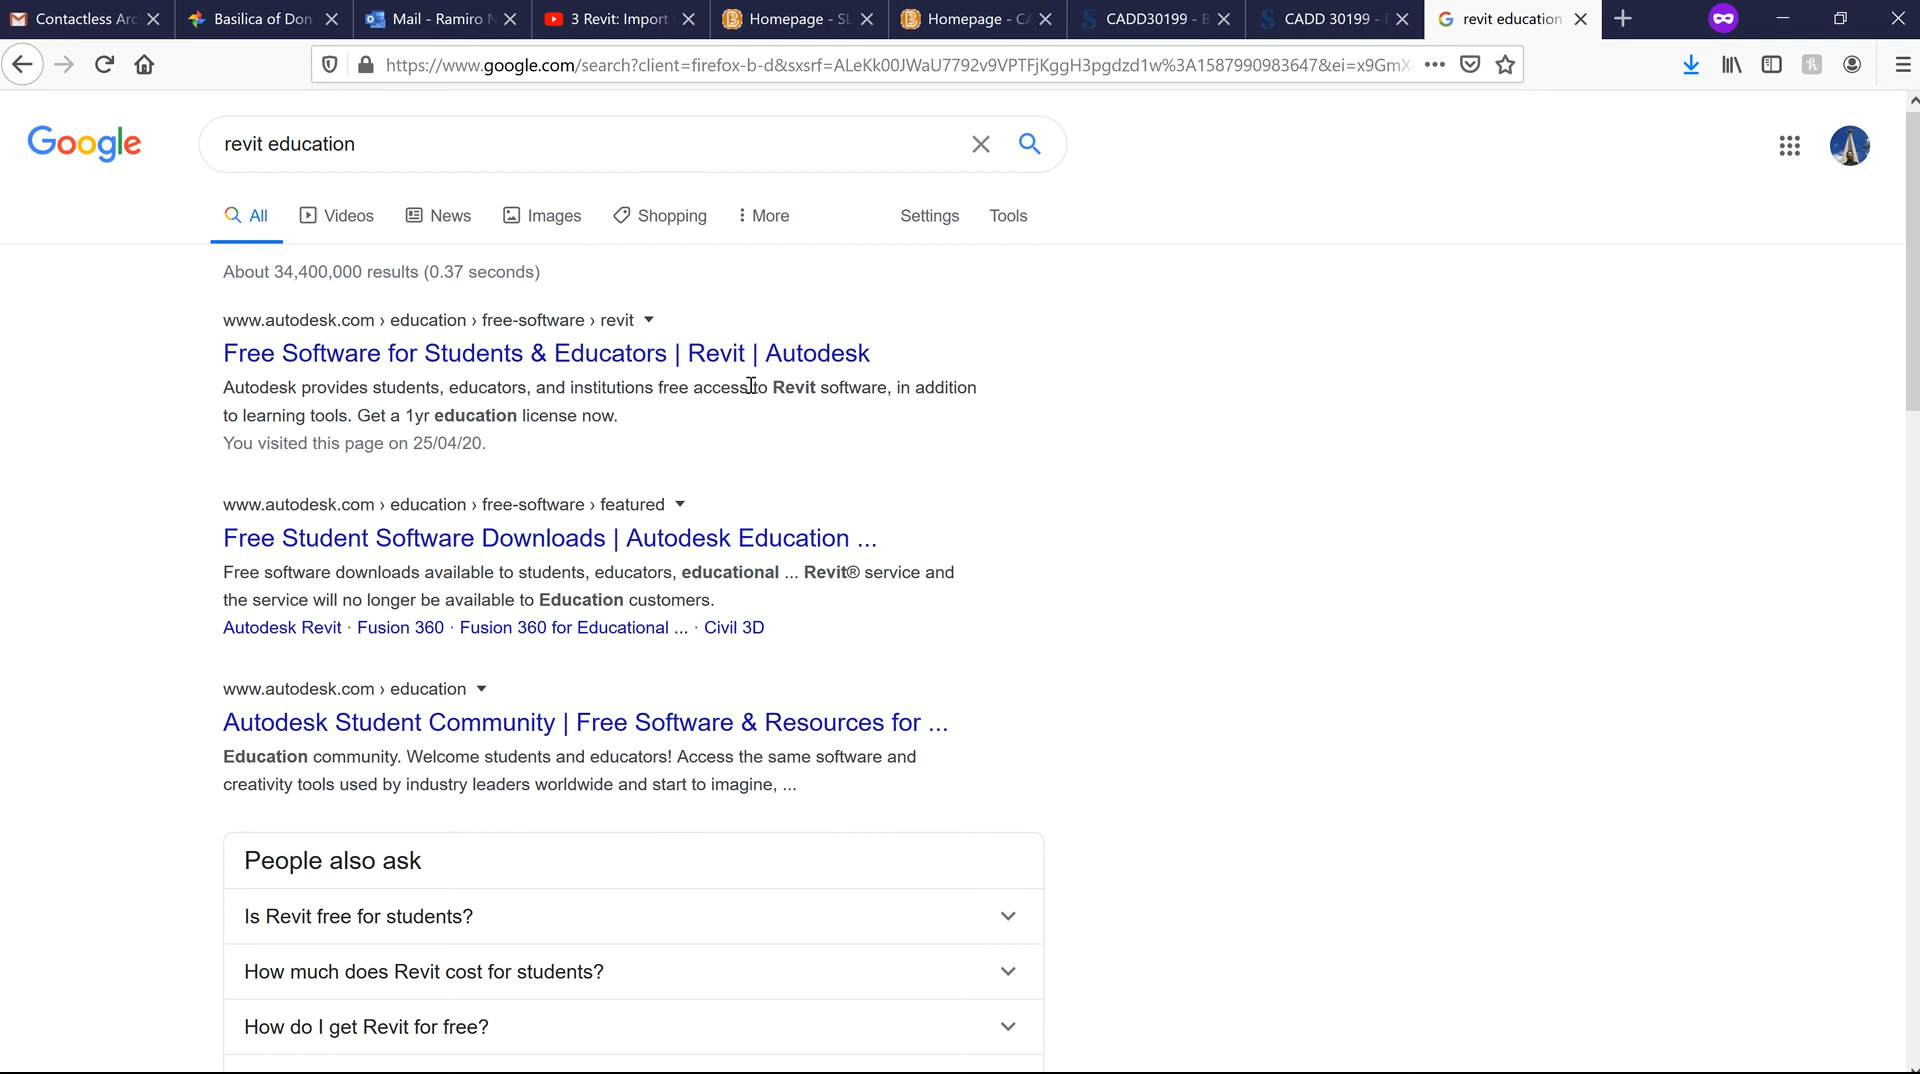 Contactless Arc
Basilica of Don
Mail - Ramiro N
3 Revit: Import
Homepage - SL
Homepage - CA
CADD30199 - B
CADD 30199 -
revit education
https://www.google.com/search?client=firefox-b-d&sxsrf=ALeKk00JWaU7792v9VPTFjKggH3pgdzd1w%3A1587990983647&ei=x9GmX
Google
revit education
All
Videos
News
Images
Shopping
More
Settings
Tools
About 34,400,000 results (0.37 seconds)
www.autodesk.com › education › free-software › revit
Free Software for Students & Educators | Revit | Autodesk
Autodesk provides students, educators, and institutions free access to Revit software, in addition
to learning tools. Get a 1yr education license now.
You visited this page on 25/04/20.
www.autodesk.com › education › free-software › featured
Free Student Software Downloads | Autodesk Education ...
Free software downloads available to students, educators, educational ... Revit® service and
the service will no longer be available to Education customers.
Autodesk Revit · Fusion 360 · Fusion 360 for Educational ... · Civil 3D
www.autodesk.com › education
Autodesk Student Community | Free Software & Resources for ...
Education community. Welcome students and educators! Access the same software and
creativity tools used by industry leaders worldwide and start to imagine, ...
People also ask
Is Revit free for students?
How much does Revit cost for students?
How do I get Revit for free?